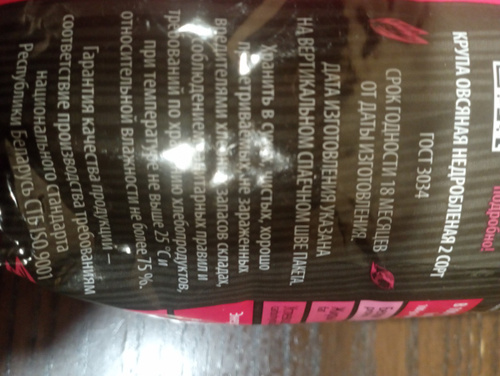 подробно!
КРУПА ОВСЯНАЯ НЕДРОБЛЕНАЯ 2 СОРТ
ГОСТ 3034
СРОК ГОДНОСТИ 18 МЕСЯЦЕВ
ОТ ДАТЫ ИЗГОТОВЛЕНИЯ
ДАТА ИЗГОТОВЛЕНИЯ УКАЗАНА
НА ВЕРТИКАЛЬНОМ СПАЕЧНОМ ШВЕ ПАКЕТА.
Хранить в сухих, чистых, хорошо
проветриваемых, не зараженных
вредителями хлебных запасов складах,
с соблюдением санитарных правил и
требований по хранению хлебопродуктов,
при температуре не выше 25°С и
относительной влажности не более 75 %.
Гарантия качества продукции –
соответствие производства требованиям
национального стандарта
Республики Беларусь СТБ ISO 9001